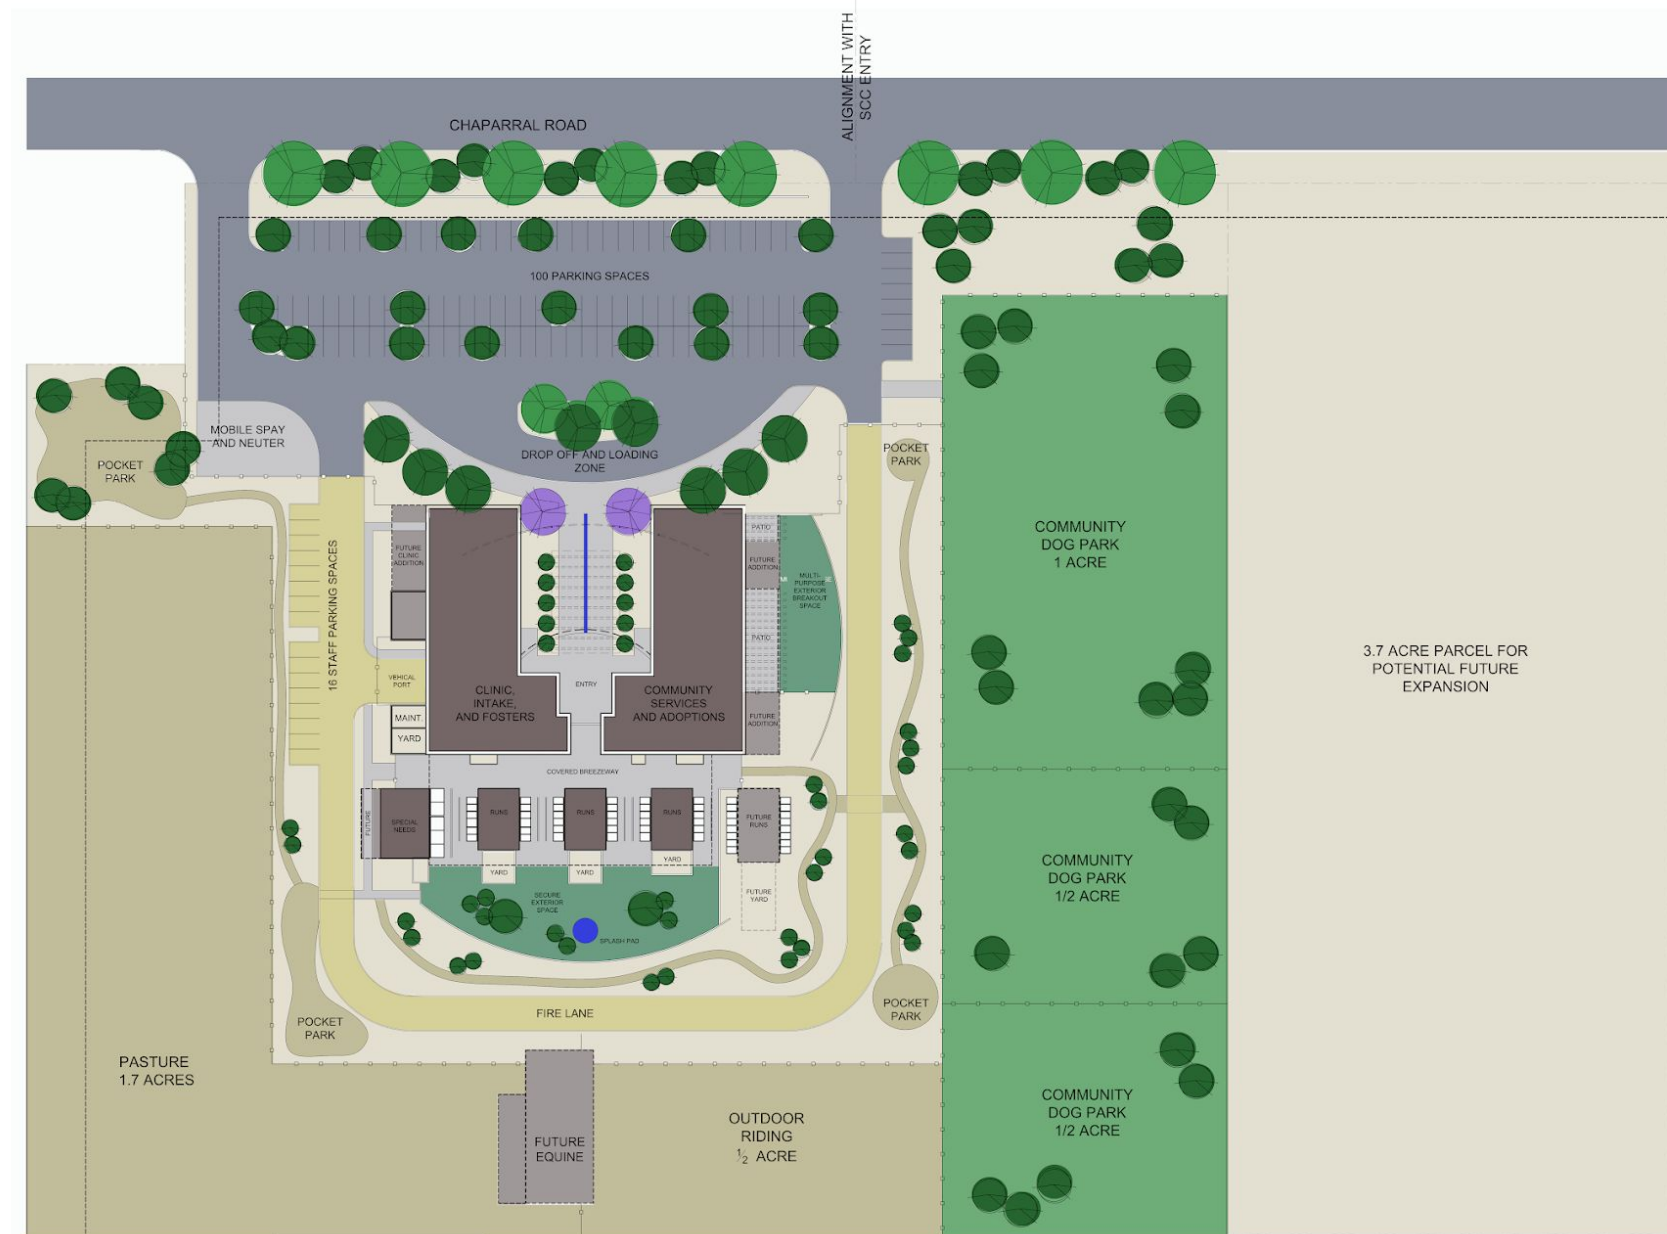 ALIGNMENT WITH
SCC ENTRY
CHAPARRAL ROAD
100 PARKING SPACES
MOBILE SPAY
AND NEUTER
POCKET
PARK
DROP OFF AND LOADING
ZONE
POCKET
PARK
PATIO
FUTURE
CLINIC
ADDITION
FUTURE
ADDITION
MULTI-
PURPOSE
EXTERIOR
BREAKOUT
SPACE
COMMUNITY
DOG PARK
1 ACRE
16 STAFF PARKING SPACES
PATIO
3.7 ACRE PARCEL FOR
POTENTIAL FUTURE
EXPANSION
VEHICAL
PORT
ENTRY
CLINIC,
INTAKE,
AND FOSTERS
COMMUNITY
SERVICES
AND ADOPTIONS
MAINT.
YARD
FUTURE
ADDITION
COVERED BREEZEWAY
FUTURE
SPECIAL
NEEDS
RUNS
RUNS
RUNS
FUTURE
RUNS
YARD
YARD
YARD
FUTURE
YARD
COMMUNITY
DOG PARK
1/2 ACRE
SECURE
EXTERIOR
SPACE
SPLASH PAD
FIRE LANE
POCKET
PARK
POCKET
PARK
PASTURE
1.7 ACRES
FUTURE
EQUINE
OUTDOOR
RIDING
½ ACRE
COMMUNITY
DOG PARK
1/2 ACRE